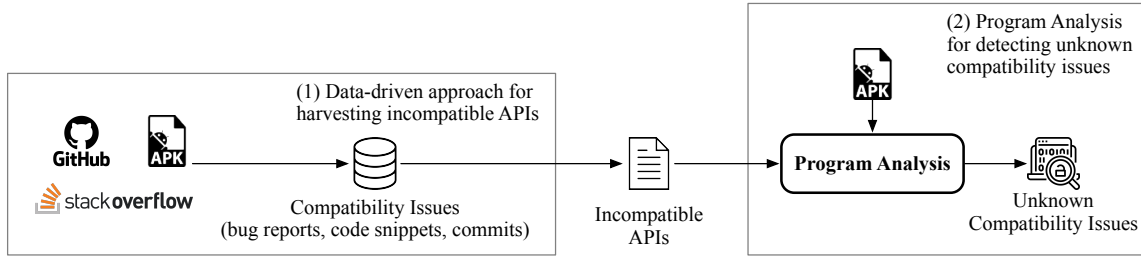 (1) Data-driven approach for
harvesting incompatible APIs
GitHub
APK
stackoverflow
Compatibility Issues
(bug reports, code snippets, commits)
Incompatible
APIs
(2) Program Analysis
for detecting unknown
compatibility issues
APK
Program Analysis
Unknown
Compatibility Issues